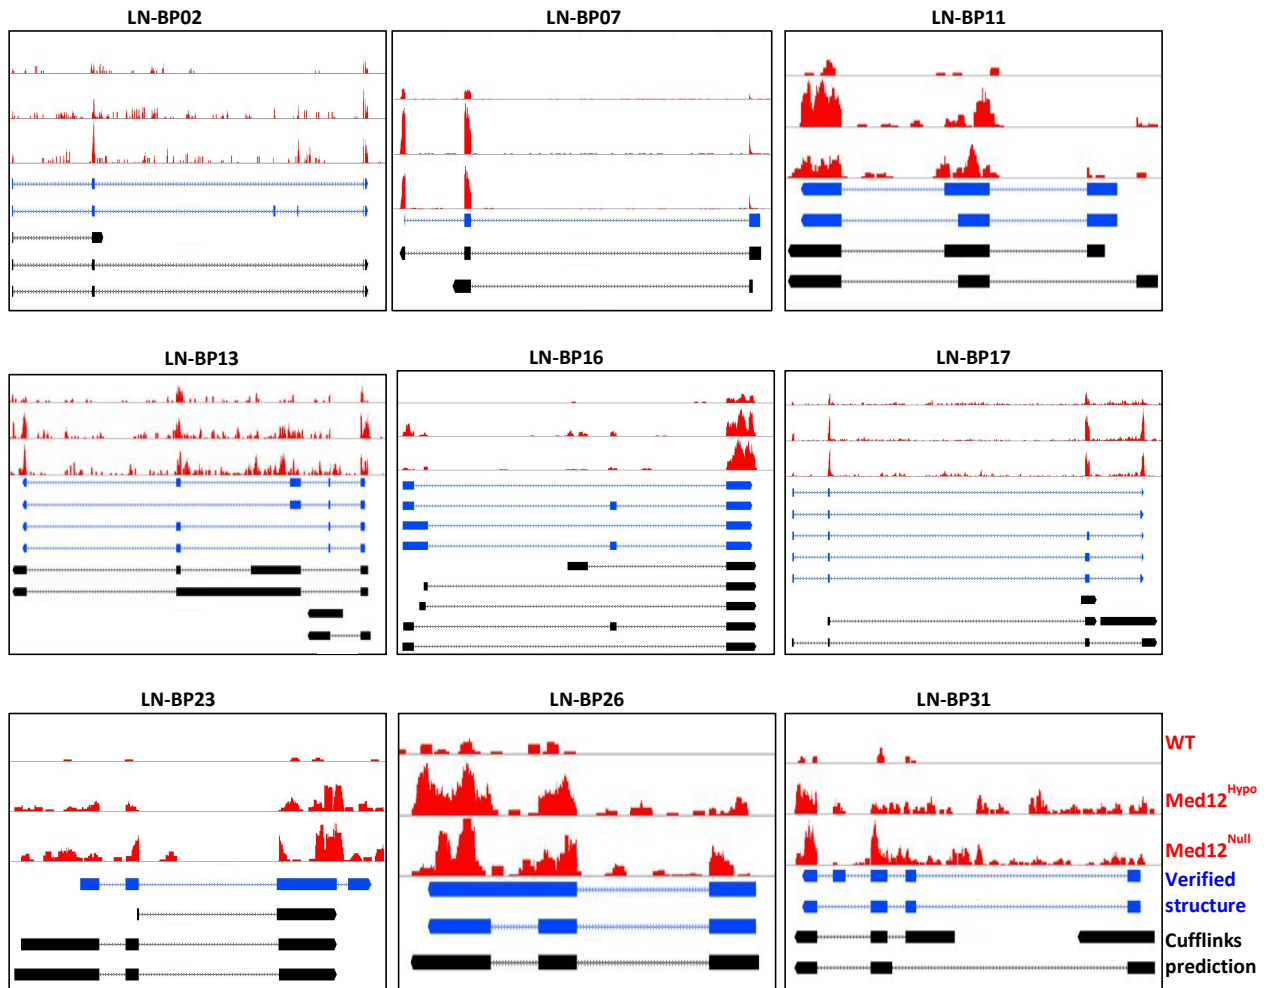 LN-BP02
LN-BP07
LN-BP11
LN-BP13
LN-BP16
LN-BP17
LN-BP23
LN-BP26
LN-BP31
WT
Med12Hypo
Med12Null
Verified
structure
Cufflinks
prediction